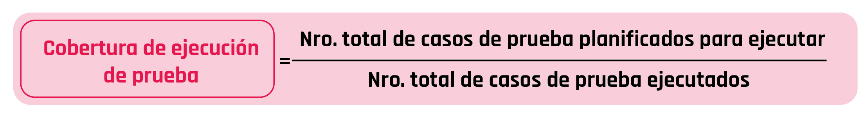 Cobertura de ejecución
de prueba
=
Nro. total de casos de prueba planificados para ejecutar
Nro. total de casos de prueba ejecutados